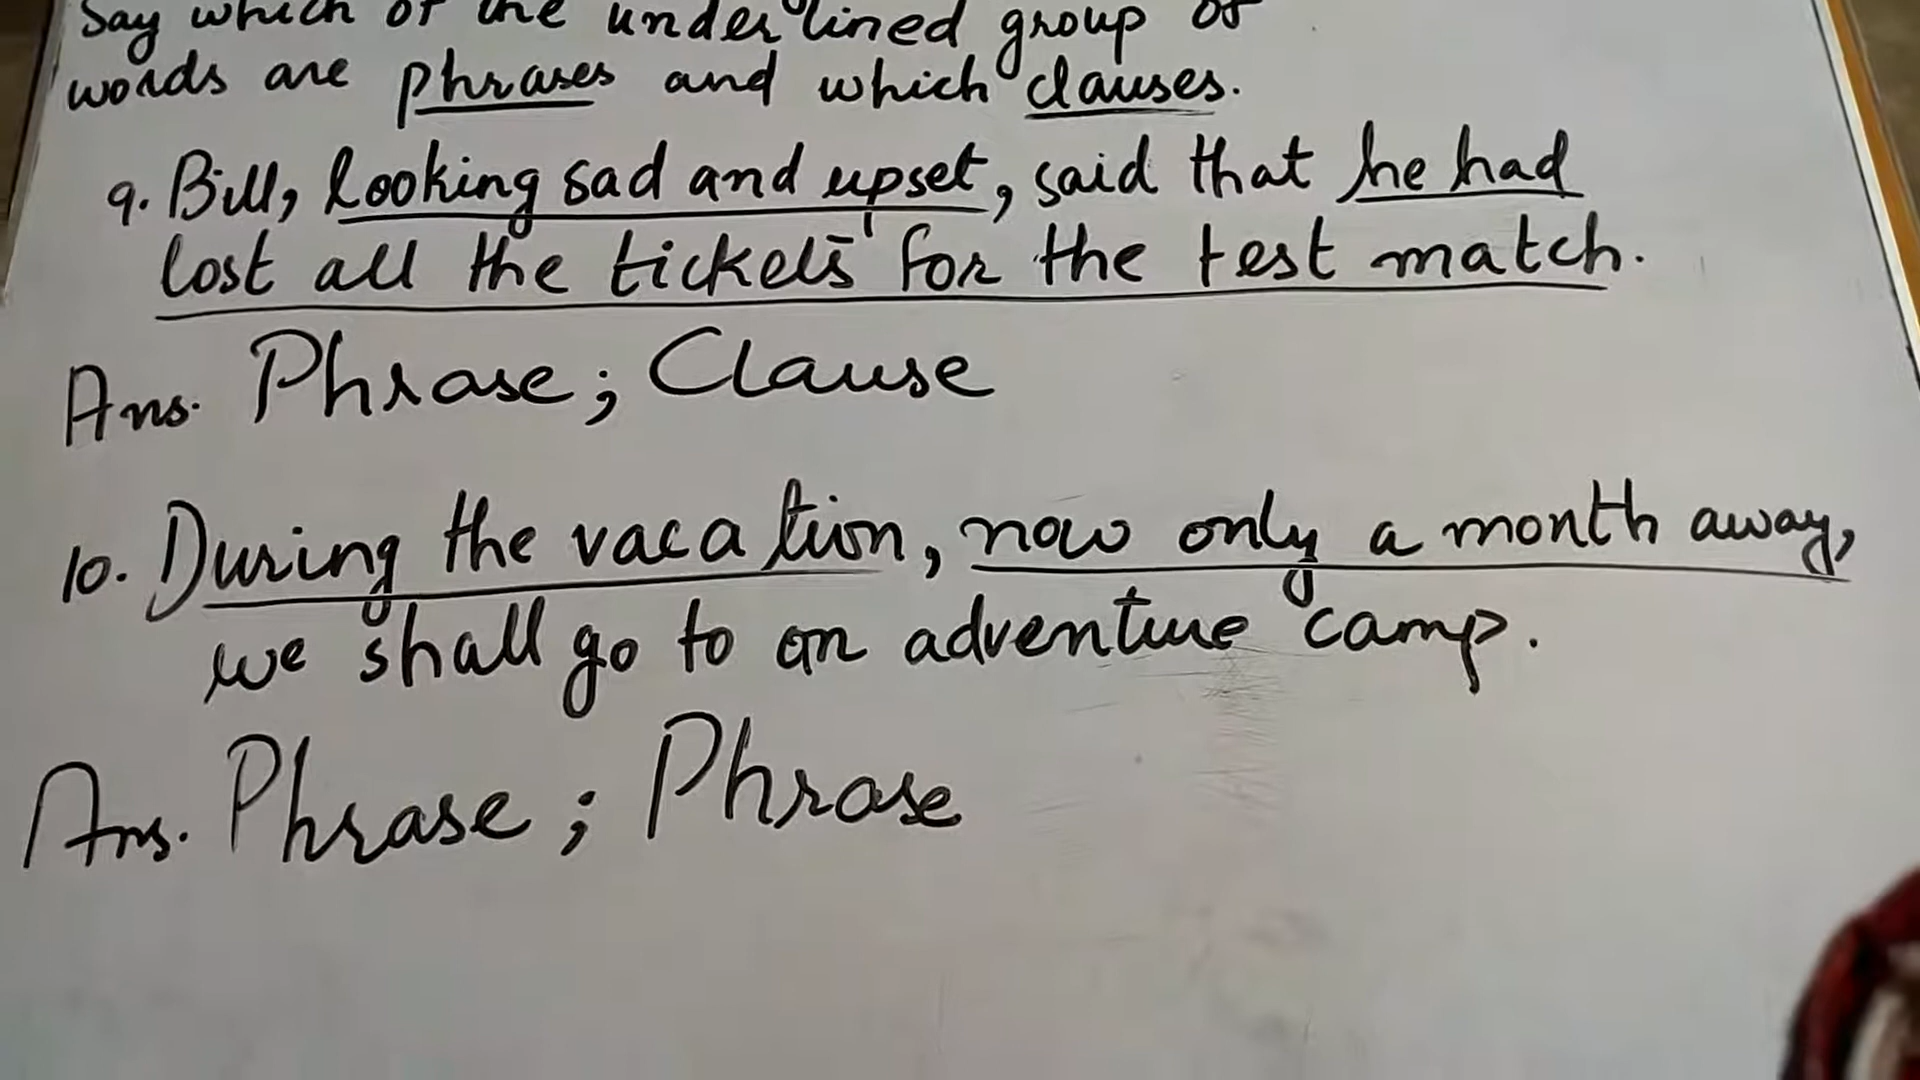 Say which of the underlined group of
words are phrases and which clauses.
9. Bill, looking sad and upset, said that he had
lost all the tickets for the test match.
Ans. Phrase; Clause
10. During the vacation, now only a month away,
we shall go to an adventure camp.
Ans. Phrase; Phrase